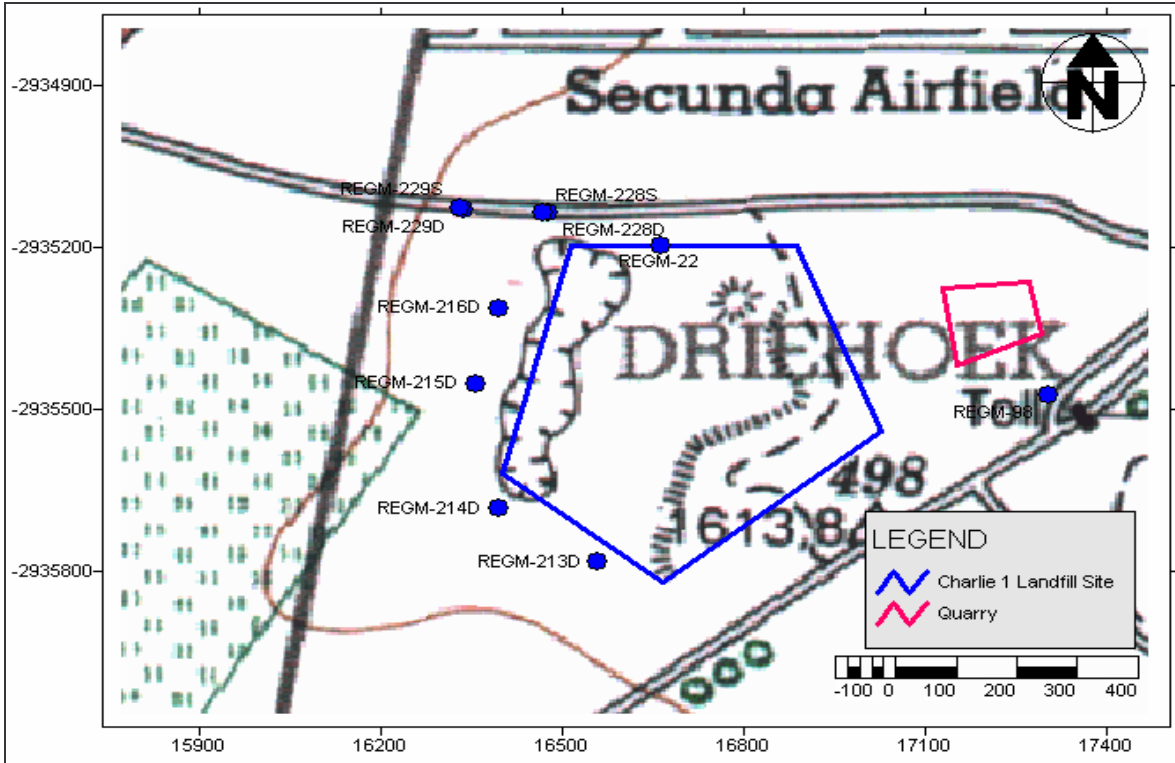 -2934900
-2935200
-2935500
-2935800
15900
16200
16500
16800
17100
17400
N
Secunda Airfield
REGM-229S
REGM-228S
REGM-229D
REGM-228D
REGM-22
REGM-216D
DRIEHOEK
REGM-215D
REGM-98
498
REGM-214D
REGM-213D
LEGEND
Charlie 1 Landfill Site
Quarry
-100 0 100 200 300 400